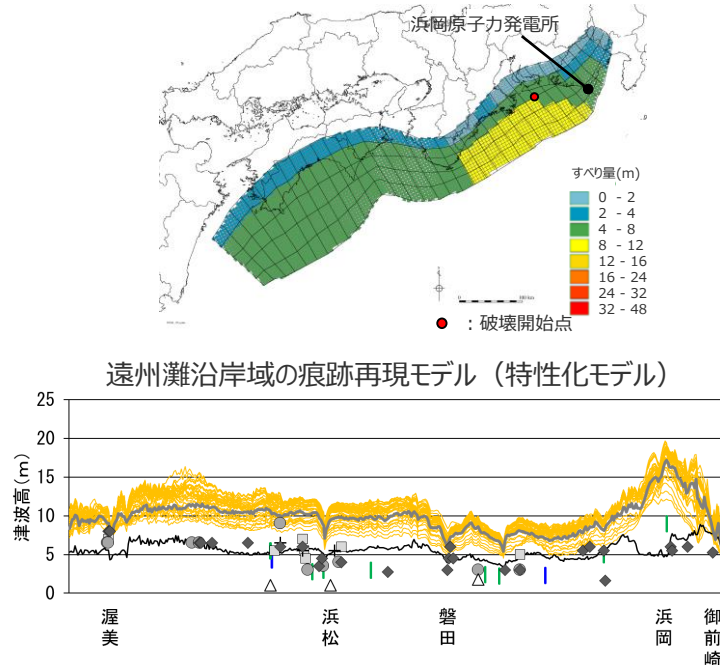 浜岡原子力発電所
すべり量(m)
0 - 2
2 - 4
4 - 8
8 - 12
12 - 16
16 - 24
24 - 32
32 - 48
：破壊開始点
遠州灘沿岸域の痕跡再現モデル（特性化モデル）
津波高(m)
25
20
15
10
5
0
渥美
浜松
磐田
浜岡
御前崎